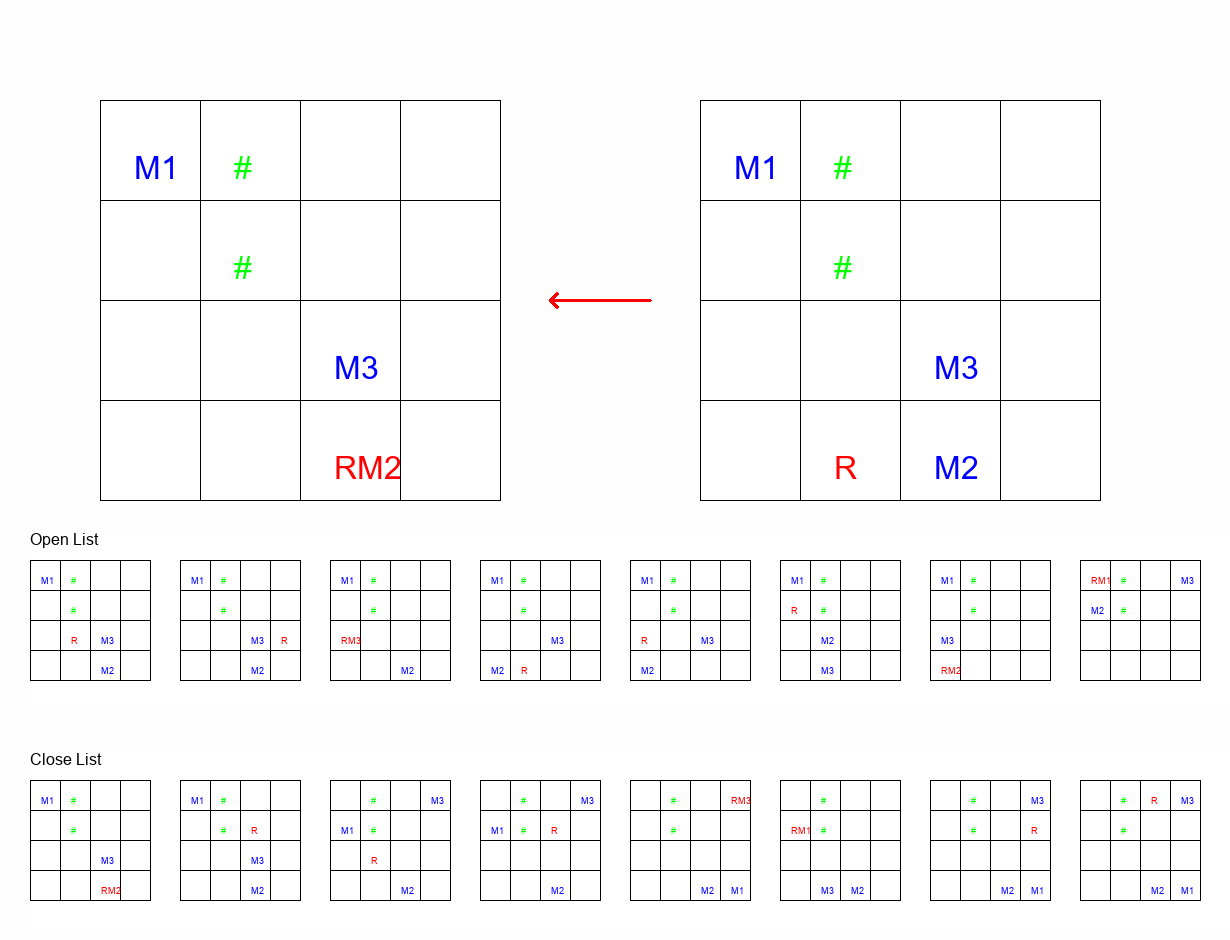 M1 # M1 #
# #
M3 M3
RM2 R M2
Open List
M1 # M1 # M1 # M1 # M1 # M1 # M1 # RM1 # M3
# # # # # R # # M2 #
R M3 M3 R RM3 M3 R M3 M2 M3
M2 M2 M2 M2 R M2 M3 RM2
Close List
M1 # M1 # # M3 # M3 # RM3 # # M3 # R M3
# # R M1 # M1 # R # RM1 # # R #
M3 M3 R
RM2 M2 M2 M2 M2 M1 M3 M2 M2 M1 M2 M1